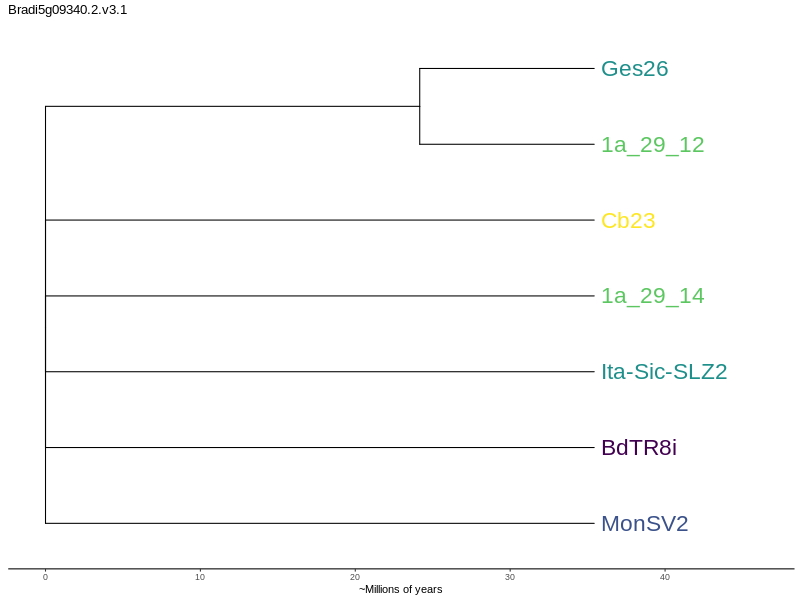 Bradi5g09340.2.v3.1
Ges26
1a_29_12
Cb23
1a_29_14
Ita-Sic-SLZ2
BdTR8i
MonSV2
0 10 20 30 40
~Millions of years